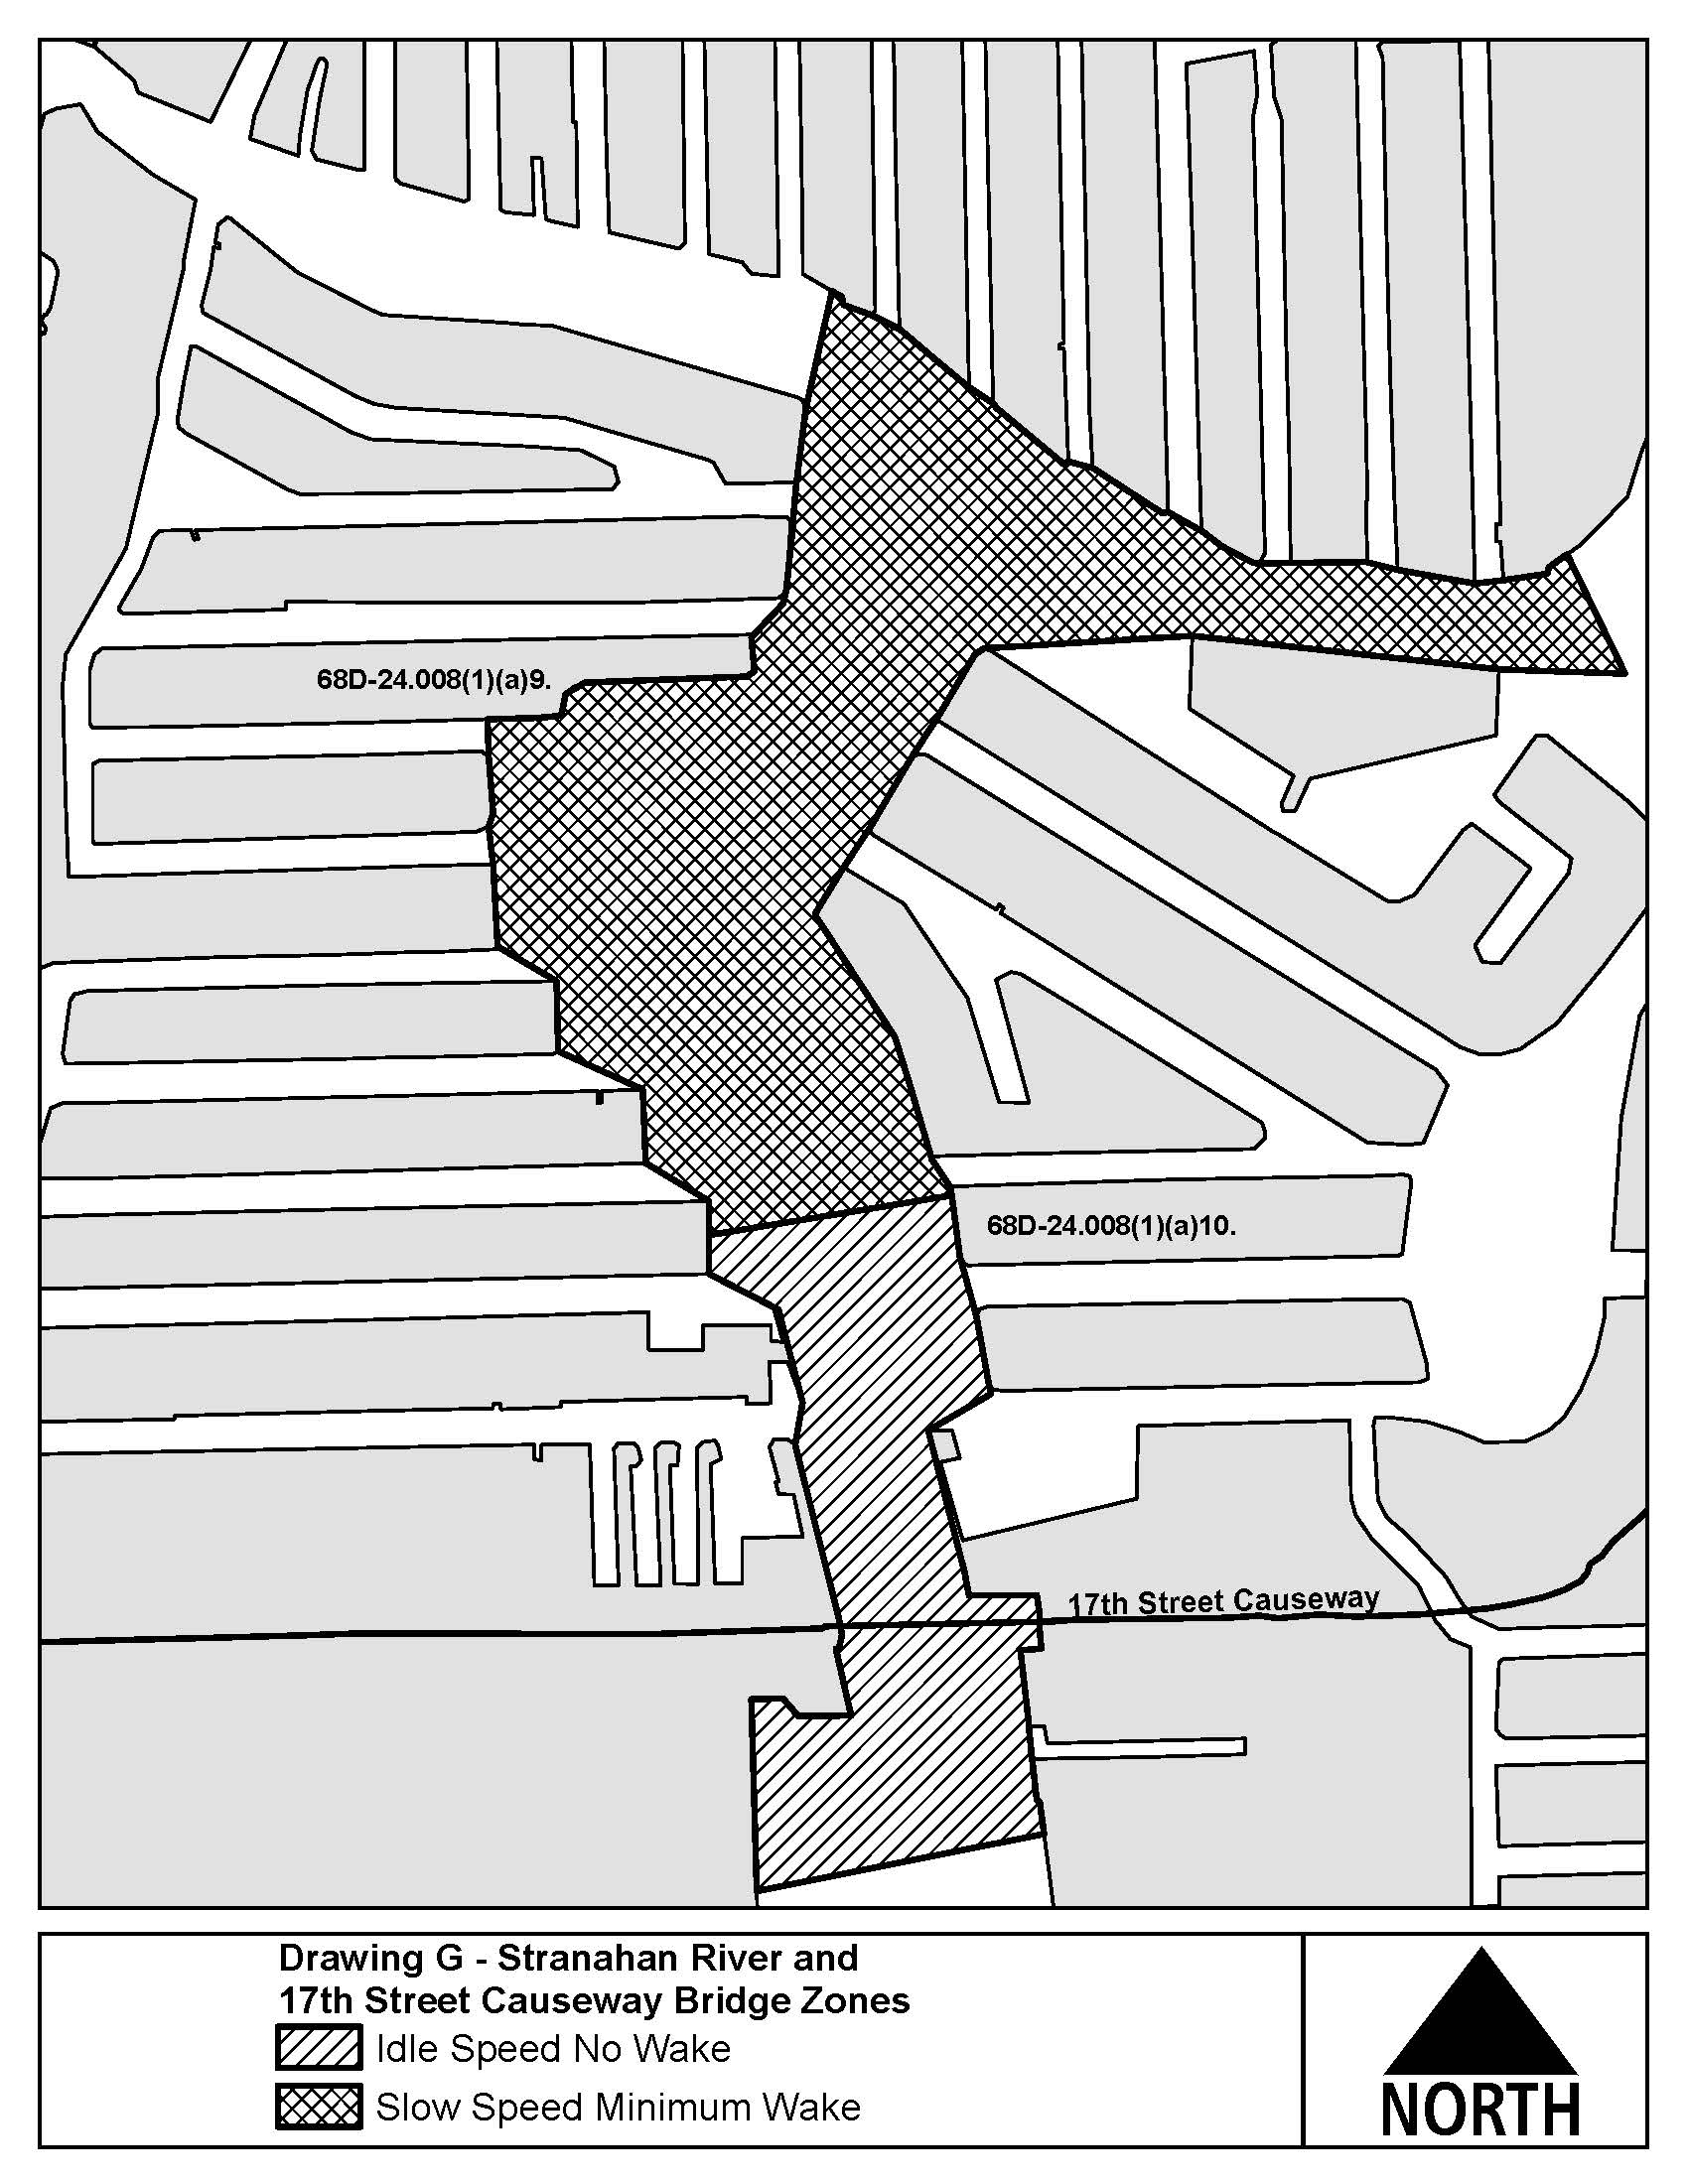 68D-24.008(1)(a)9.
68D-24.008(1)(a)10.
17th Street Causeway
Drawing G - Stranahan River and
17th Street Causeway Bridge Zones
Idle Speed No Wake
Slow Speed Minimum Wake
NORTH